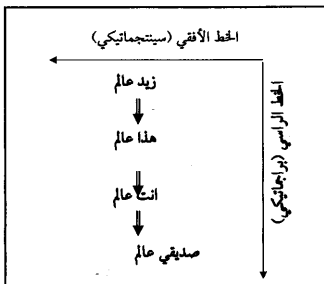 الخط الأفقي (سينتجماتيكي)
الخط الراسي (براجماتيكي)
زيد عالم
هذا عالم
انت عالم
صديقي عالم